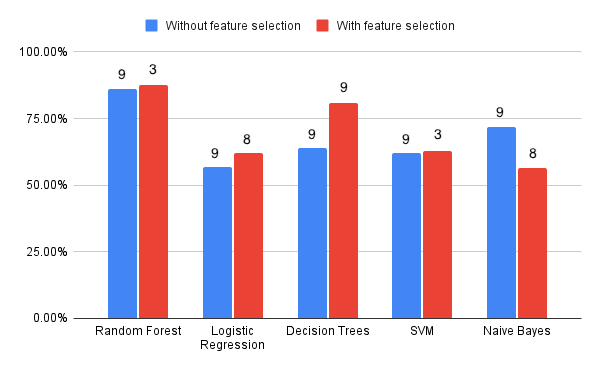 Without feature selection With feature selection
100.00%
75.00%
50.00%
25.00%
0.00%
9 3 9 8 9 9 9 3 9 8
Random Forest Logistic Regression Decision Trees SVM Naive Bayes